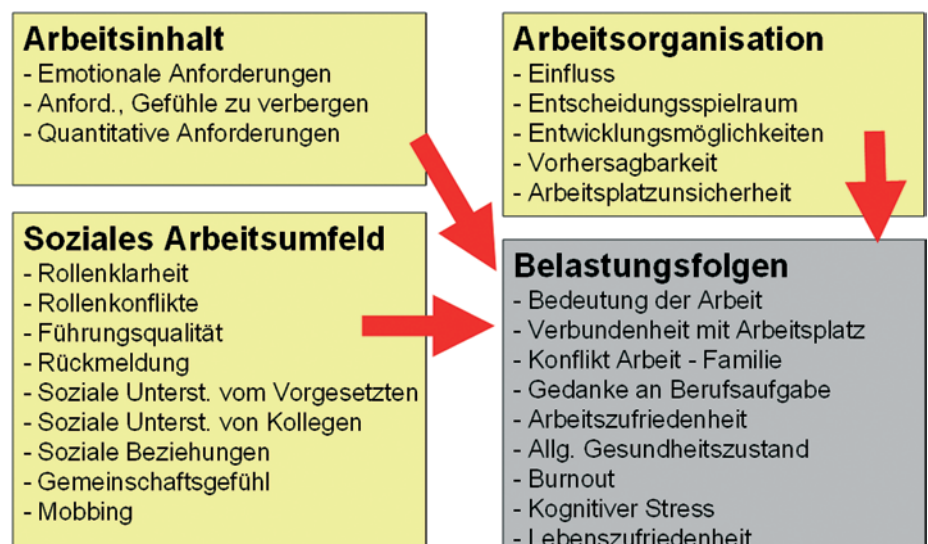 Arbeitsinhalt
- Emotionale Anforderungen
- Anford., Gefühle zu verbergen
- Quantitative Anforderungen
Arbeitsorganisation
- Einfluss
- Entscheidungsspielraum
- Entwicklungsmöglichkeiten
- Vorhersagbarkeit
- Arbeitsplatzunsicherheit
Soziales Arbeitsumfeld
- Rollenklarheit
- Rollenkonflikte
- Führungsqualität
- Rückmeldung
- Soziale Unterst. vom Vorgesetzten
- Soziale Unterst. von Kollegen
- Soziale Beziehungen
- Gemeinschaftsgefühl
- Mobbing
Belastungsfolgen
- Bedeutung der Arbeit
- Verbundenheit mit Arbeitsplatz
- Konflikt Arbeit - Familie
- Gedanke an Berufsaufgabe
- Arbeitszufriedenheit
- Allg. Gesundheitszustand
- Burnout
- Kognitiver Stress
- Lebenszufriedenheit